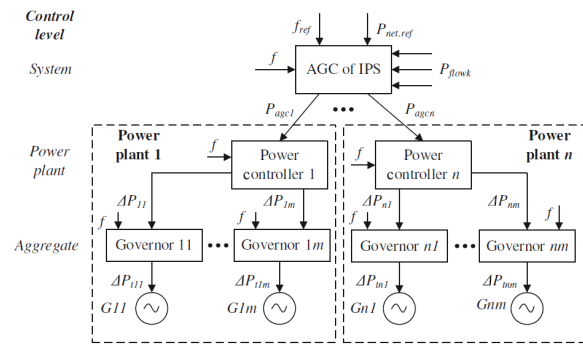 Control
level
f_ref
P_net.ref
System
f
AGC of IPS
P_flowk
P_agc1
•••
P_agcn
Power
plant 1
Power
plant n
Power
plant
f
Power
controller 1
f
Power
controller n
ΔP_11
ΔP_1m
ΔP_n1
ΔP_nm
f
f
f
f
Aggregate
Governor 11
•••
Governor 1m
Governor n1
•••
Governor nm
ΔP_t11
ΔP_t1m
ΔP_tn1
ΔP_tnm
G11
G1m
Gn1
Gnm